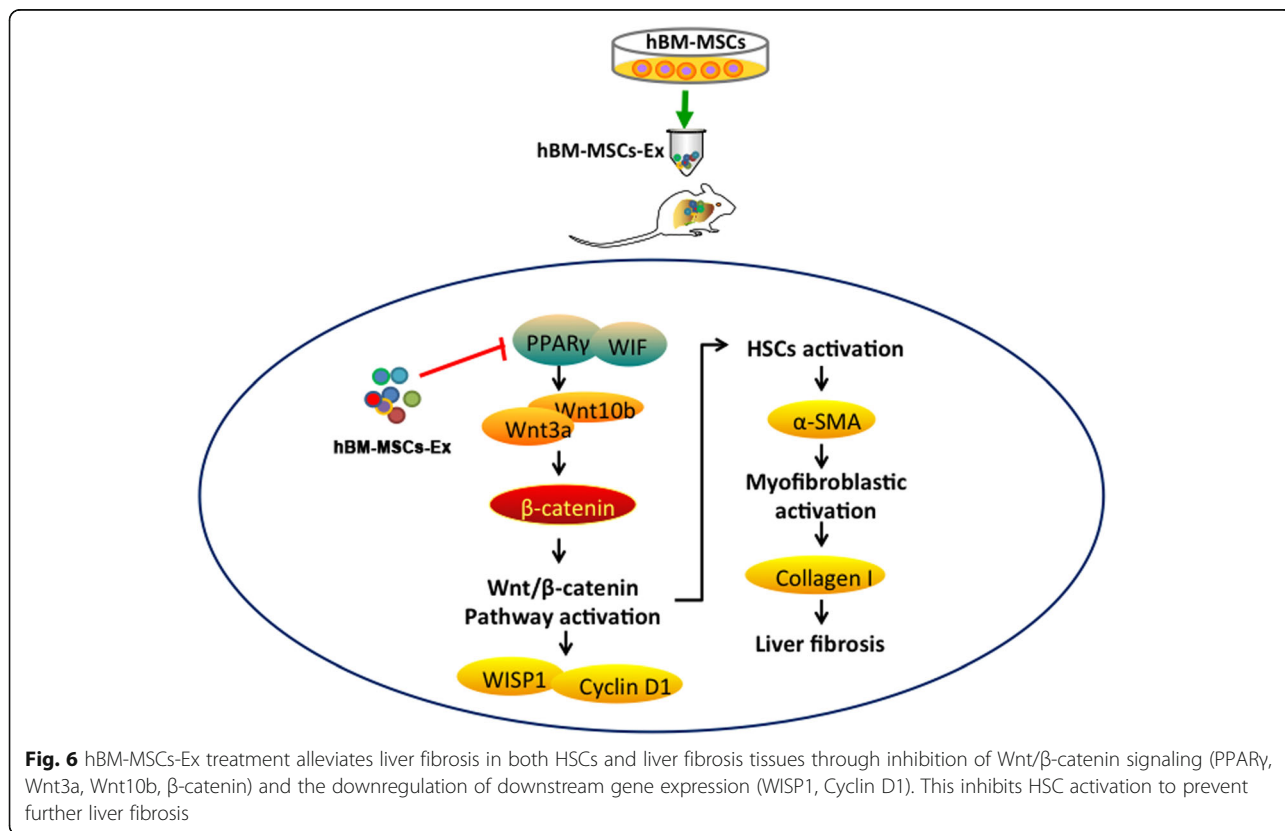 hBM-MSCs
hBM-MSCs-Ex
PPARγ
WIF
Wnt10b
Wnt3a
hBM-MSCs-Ex
β-catenin
Wnt/β-catenin
Pathway activation
WISP1
Cyclin D1
HSCs activation
α-SMA
Myofibroblastic
activation
Collagen I
Liver fibrosis
Fig. 6 hBM-MSCs-Ex treatment alleviates liver fibrosis in both HSCs and liver fibrosis tissues through inhibition of Wnt/β-catenin signaling (PPARγ,
Wnt3a, Wnt10b, β-catenin) and the downregulation of downstream gene expression (WISP1, Cyclin D1). This inhibits HSC activation to prevent
further liver fibrosis